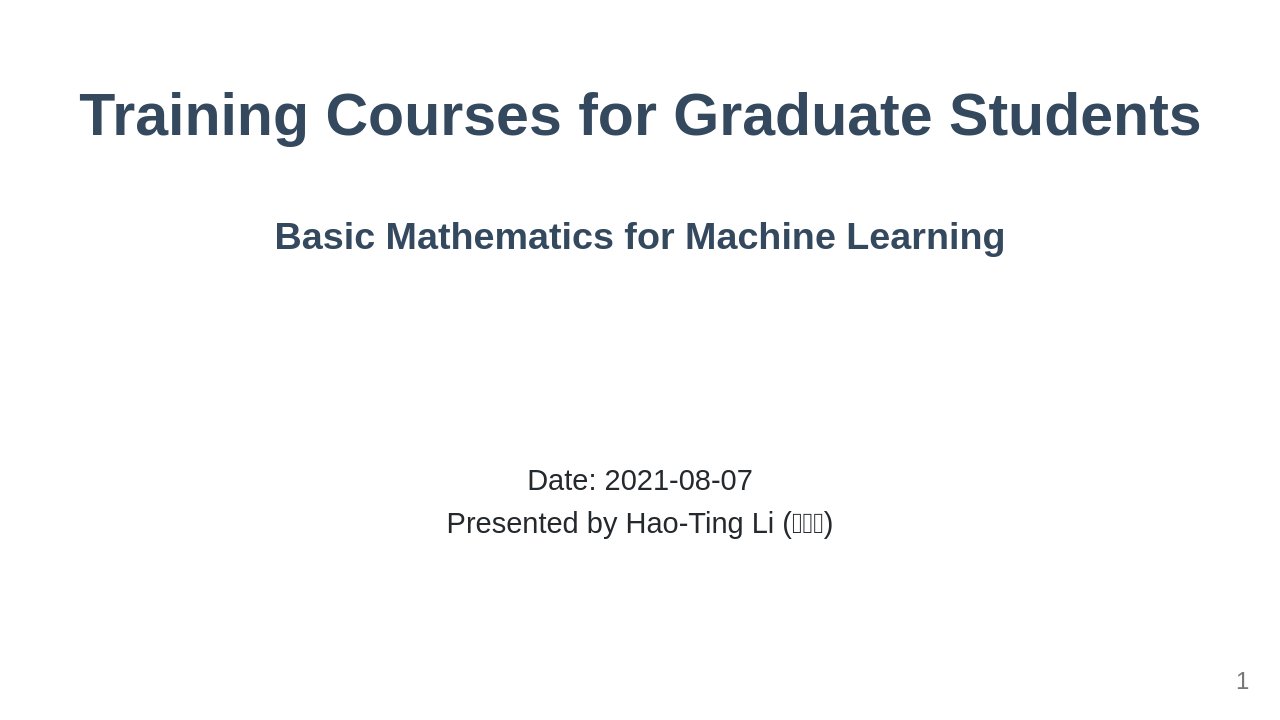 Training Courses for Graduate Students
Basic Mathematics for Machine Learning
Date: 2021-08-07
Presented by Hao-Ting Li ()
1